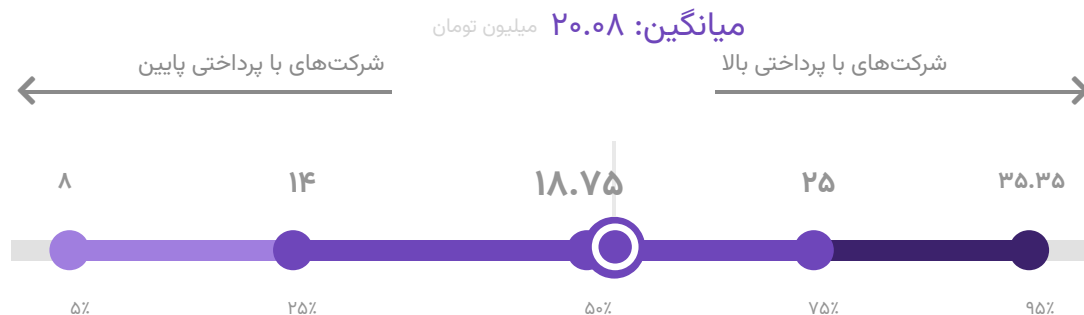 میانگین: ۲۰.۰۸ میلیون تومان
شرکت‌های با پرداختی بالا
شرکت‌های با پرداختی پایین
۸ ۱۴ ۱۸.۷۵ ۲۵ ۳۵.۳۵
۵٪ ۲۵٪ ۵۰٪ ۷۵٪ ۹۵٪